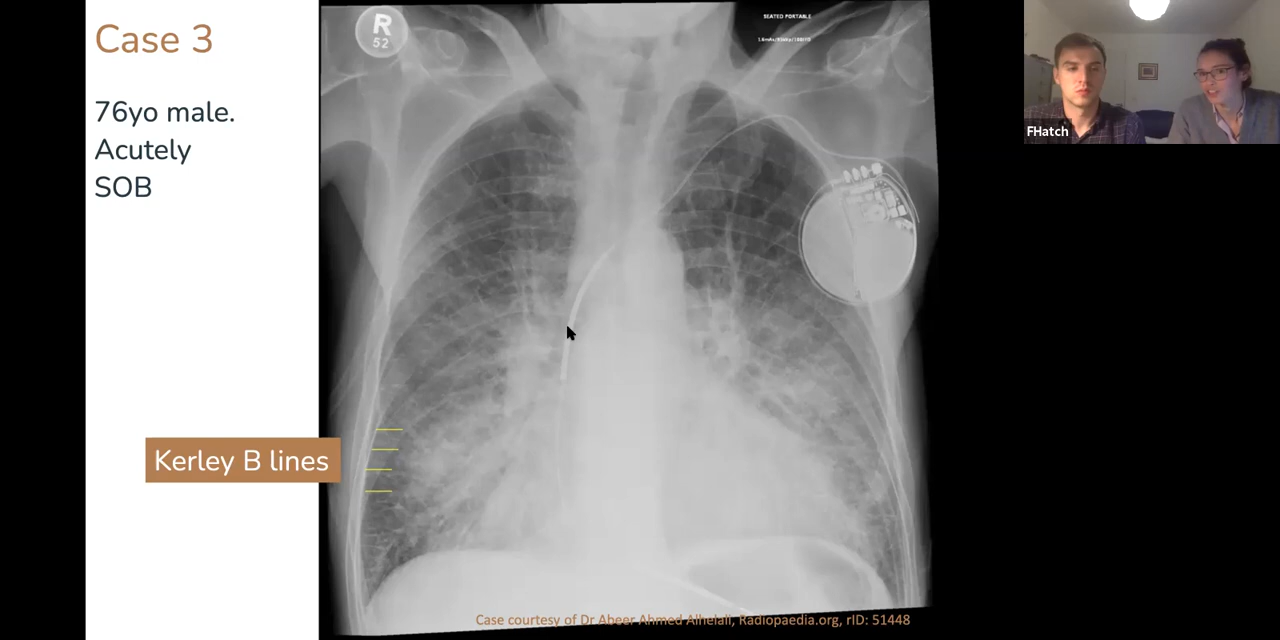 Case 3
76yo male.
Acutely
SOB
R
52
SEATED PORTABLE
FHatch
Kerley B lines
Case courtesy of Dr Abeer Ahmed Alhelali, Radiopaedia.org, rID: 51448